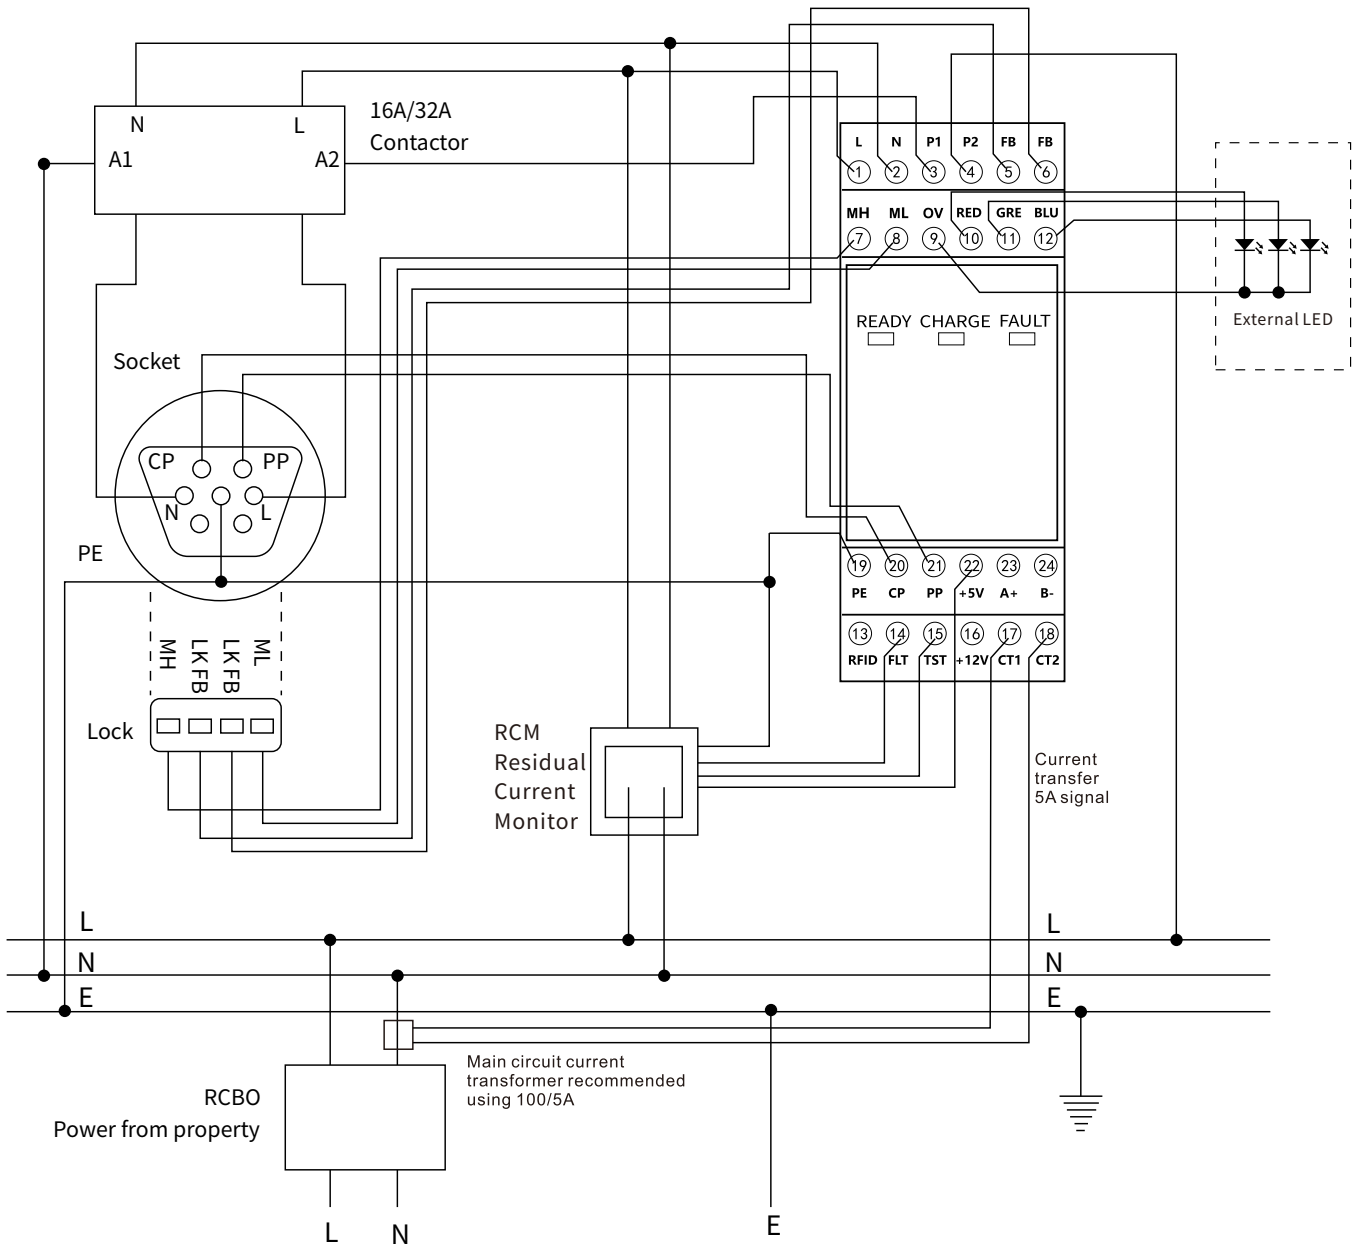 N L
A1 A2
16A/32A
Contactor
L N P1 P2 FB FB
1 2 3 4 5 6
MH ML OV RED GRE BLU
7 8 9 10 11 12
READY CHARGE FAULT
External LED
Socket
CP PP
N L
PE
19 20 21 22 23 24
PE CP PP +5V A+ B-
13 14 15 16 17 18
RFID FLT TST +12V CT1 CT2
MH LK FB LK FB ML
Lock
RCM
Residual
Current
Monitor
Current
transfer
5A signal
L L
N N
E E
Main circuit current
transformer recommended
using 100/5A
RCBO
Power from property
L N E